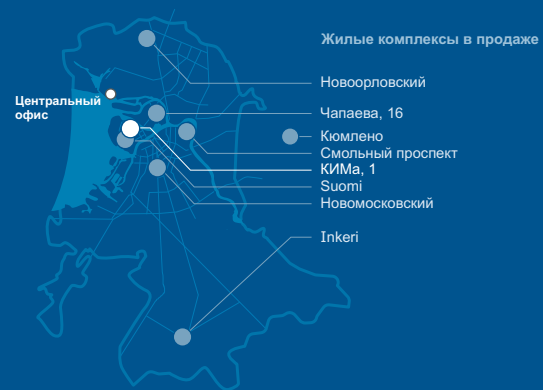 Жилые комплексы в продаже
Новоорловский
Центральный
офис
Чапаева, 16
Кюмлено
Смольный проспект
КИМа, 1
Suomi
Новомосковский
Inkeri